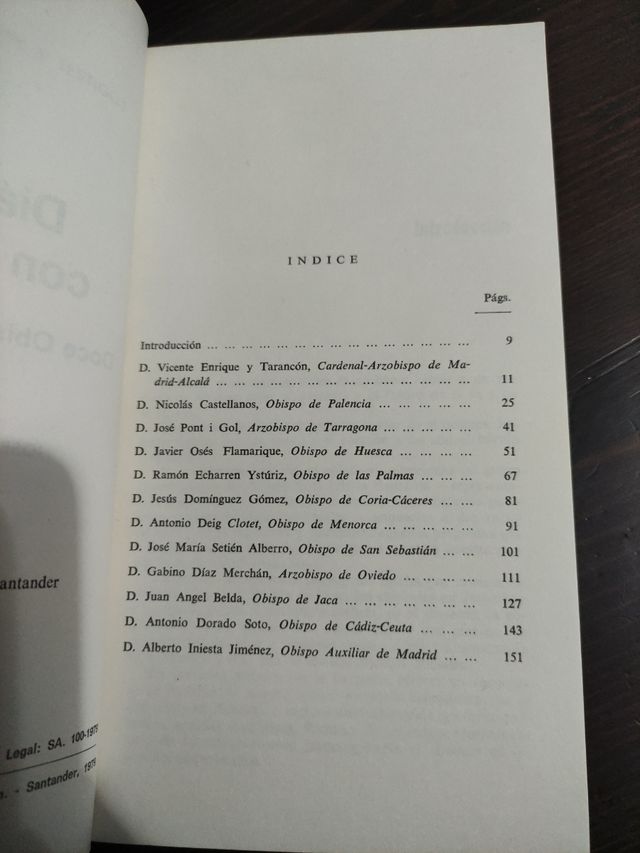 INDICE
Págs.
Introducción ... ... ... ... ... ... ... ... ... ... ... ... ... ... 9
D. Vicente Enrique y Tarancón, Cardenal-Arzobispo de Ma-
drid-Alcalá ... ... ... ... ... ... ... ... ... ... ... ... ... 11
D. Nicolás Castellanos, Obispo de Palencia ... ... ... ... ... 25
D. José Pont i Gol, Arzobispo de Tarragona ... ... ... ... ... 41
D. Javier Osés Flamarique, Obispo de Huesca ... ... ... ... 51
D. Ramón Echarren Ystúriz, Obispo de las Palmas ... ... ... 67
D. Jesús Domínguez Gómez, Obispo de Coria-Cáceres ... ... 81
D. Antonio Deig Clotet, Obispo de Menorca ... ... ... ... ... 91
D. José María Setién Alberro, Obispo de San Sebastián ... ... 101
D. Gabino Díaz Merchán, Arzobispo de Oviedo ... ... ... ... 111
D. Juan Angel Belda, Obispo de Jaca ... ... ... ... ... ... ... 127
D. Antonio Dorado Soto, Obispo de Cádiz-Ceuta ... ... ... 143
D. Alberto Iniesta Jiménez, Obispo Auxiliar de Madrid ... ... 151
antander
Legal: SA. 100-1979
. - Santander, 1979